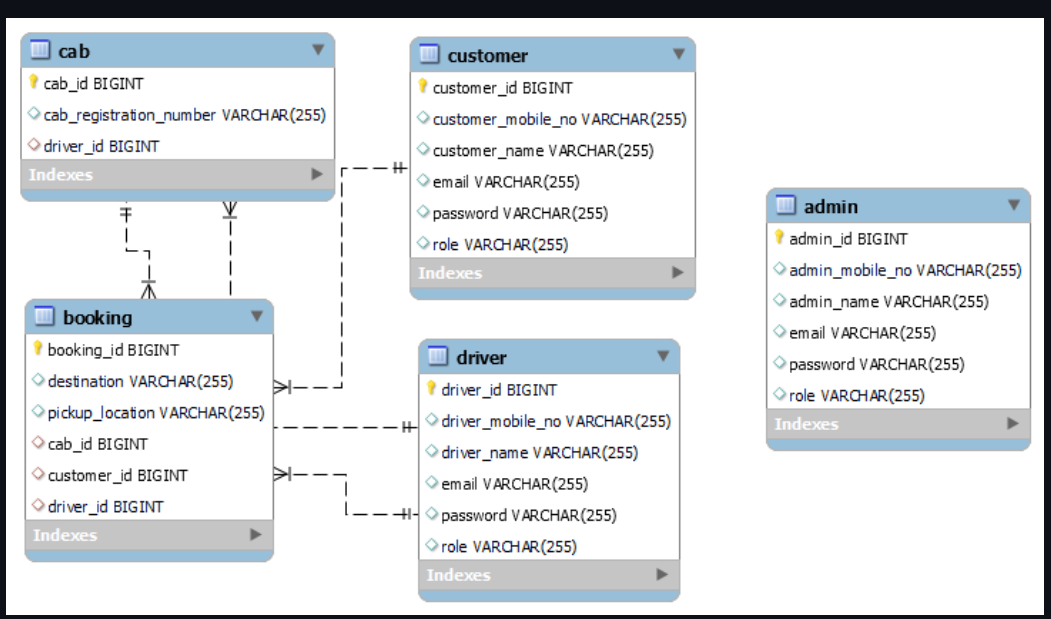 cab
cab_id BIGINT
cab_registration_number VARCHAR(255)
driver_id BIGINT
Indexes
customer
customer_id BIGINT
customer_mobile_no VARCHAR(255)
customer_name VARCHAR(255)
email VARCHAR(255)
password VARCHAR(255)
role VARCHAR(255)
Indexes
admin
admin_id BIGINT
admin_mobile_no VARCHAR(255)
admin_name VARCHAR(255)
email VARCHAR(255)
password VARCHAR(255)
role VARCHAR(255)
Indexes
booking
booking_id BIGINT
destination VARCHAR(255)
pickup_location VARCHAR(255)
cab_id BIGINT
customer_id BIGINT
driver_id BIGINT
Indexes
driver
driver_id BIGINT
driver_mobile_no VARCHAR(255)
driver_name VARCHAR(255)
email VARCHAR(255)
password VARCHAR(255)
role VARCHAR(255)
Indexes